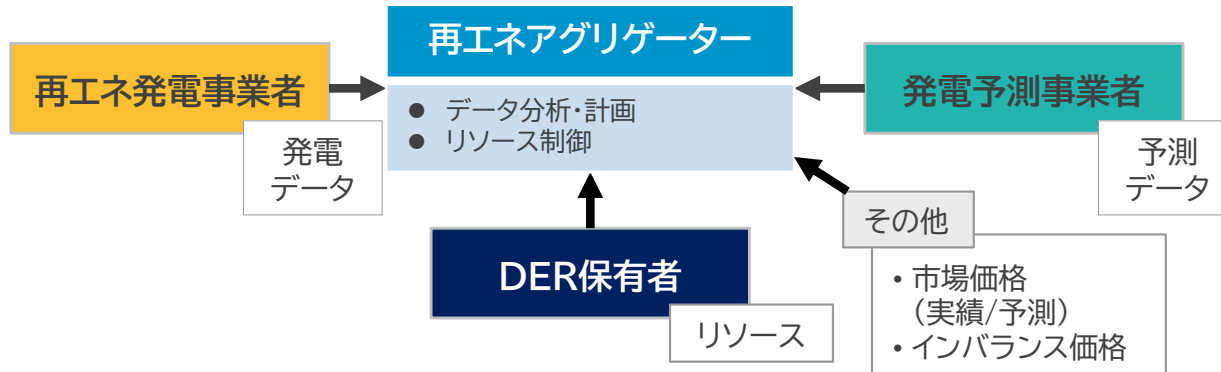 再エネアグリゲーター
再エネ発電事業者
発電
データ
● データ分析・計画
● リソース制御
発電予測事業者
予測
データ
DER保有者
リソース
その他
・市場価格
（実績/予測）
・インバランス価格